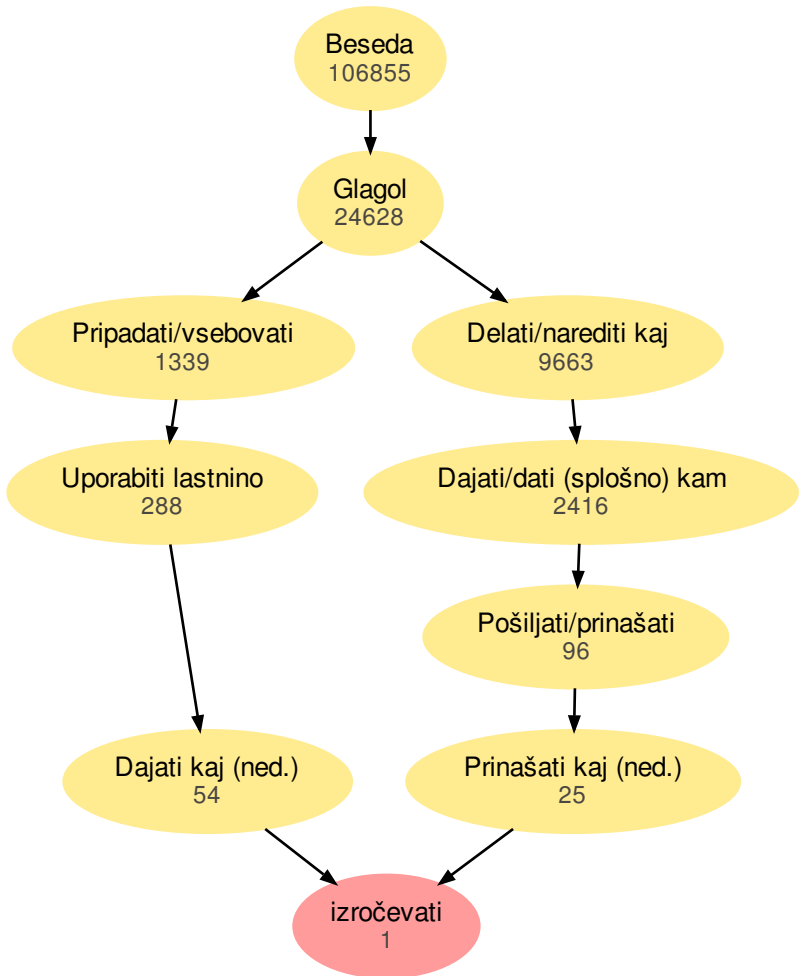 Beseda
106855
Glagol
24628
Pripadati/vsebovati
1339
Delati/narediti kaj
9663
Uporabiti lastnino
288
Dajati/dati (splošno) kam
2416
Pošiljati/prinašati
96
Dajati kaj (ned.)
54
Prinašati kaj (ned.)
25
izročevati
1